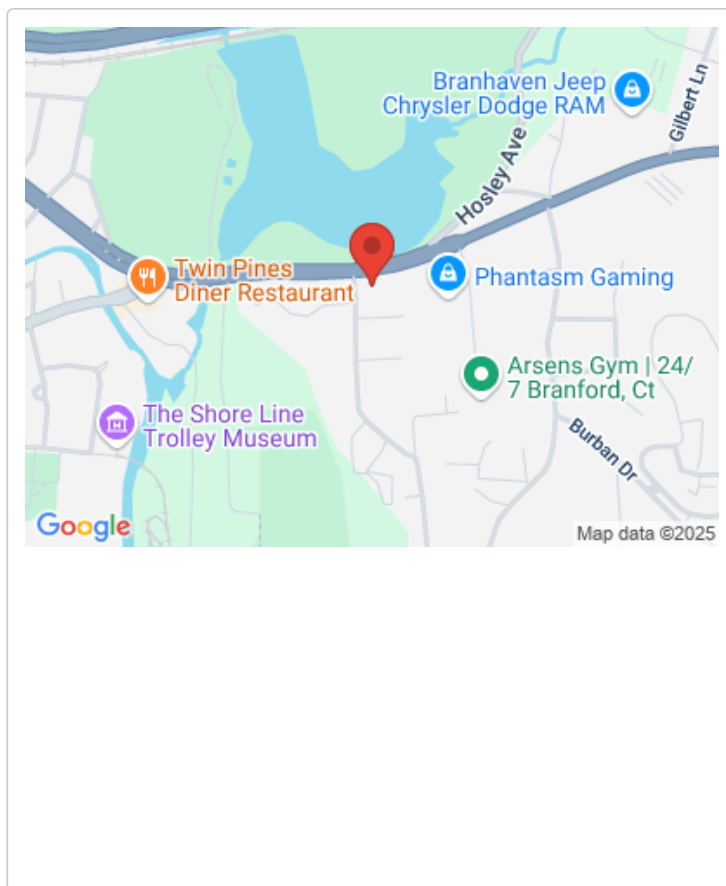 Branhaven Jeep
Chrysler Dodge RAM
Gilbert Ln
Hosley Ave
Twin Pines
Diner Restaurant
Phantasm Gaming
Arsens Gym | 24/
7 Branford, Ct
The Shore Line
Trolley Museum
Burban Dr
Google
Map data ©2025